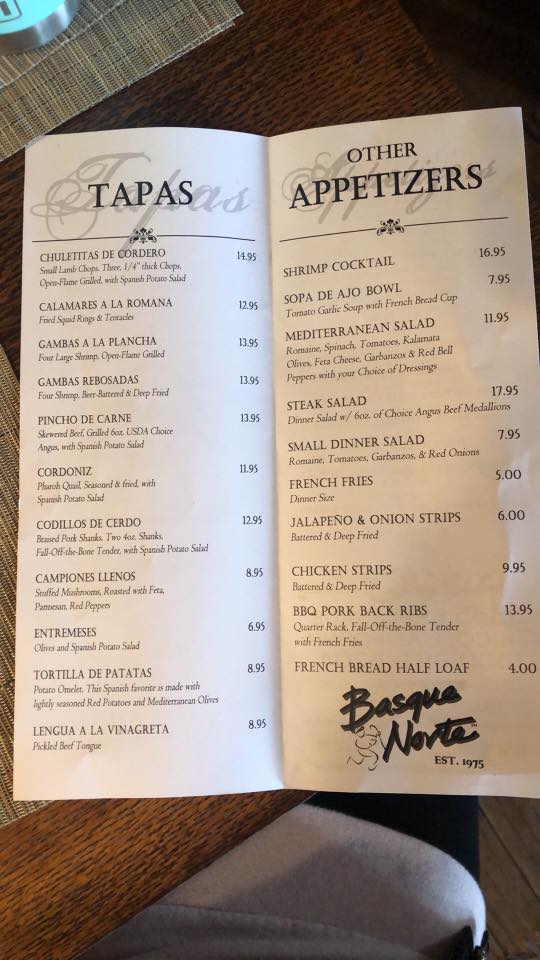 TAPAS
CHULETITAS DE CORDERO 14.95
Small Lamb Chops. Three, 1/4" thick Chops,
Open-Flame Grilled, with Spanish Potato Salad
CALAMARES A LA ROMANA 12.95
Fried Squid Rings & Tentacles
GAMBAS A LA PLANCHA 13.95
Four Large Shrimp, Open-Flame Grilled
GAMBAS REBOSADAS 13.95
Four Shrimp, Beer-Battered & Deep Fried
PINCHO DE CARNE 13.95
Skewered Beef, Grilled 6oz. USDA Choice
Angus, with Spanish Potato Salad
CORDONIZ 11.95
Pharoh Quail, Seasoned & fried, with
Spanish Potato Salad
CODILLOS DE CERDO 12.95
Braised Pork Shanks. Two 4oz. Shanks,
Fall-Off-the-Bone Tender, with Spanish Potato Salad
CAMPIONES LLENOS 8.95
Stuffed Mushrooms, Roasted with Feta,
Parmesan, Red Peppers
ENTREMESES 6.95
Olives and Spanish Potato Salad
TORTILLA DE PATATAS 8.95
Potato Omelet. This Spanish favorite is made with
lightly seasoned Red Potatoes and Mediterranean Olives
LENGUA A LA VINAGRETA 8.95
Pickled Beef Tongue
OTHER
APPETIZERS
SHRIMP COCKTAIL 16.95
SOPA DE AJO BOWL 7.95
Tomato Garlic Soup with French Bread Cup
MEDITERRANEAN SALAD 11.95
Romaine, Spinach, Tomatoes, Kalamata
Olives, Feta Cheese, Garbanzos & Red Bell
Peppers with your Choice of Dressings
STEAK SALAD 17.95
Dinner Salad w/ 6oz. of Choice Angus Beef Medallions
SMALL DINNER SALAD 7.95
Romaine, Tomatoes, Garbanzos, & Red Onions
FRENCH FRIES 5.00
Dinner Size
JALAPEÑO & ONION STRIPS 6.00
Battered & Deep Fried
CHICKEN STRIPS 9.95
Battered & Deep Fried
BBQ PORK BACK RIBS 13.95
Quarter Rack, Fall-Off-the-Bone Tender
with French Fries
FRENCH BREAD HALF LOAF 4.00
Basque
Norte
EST. 1975